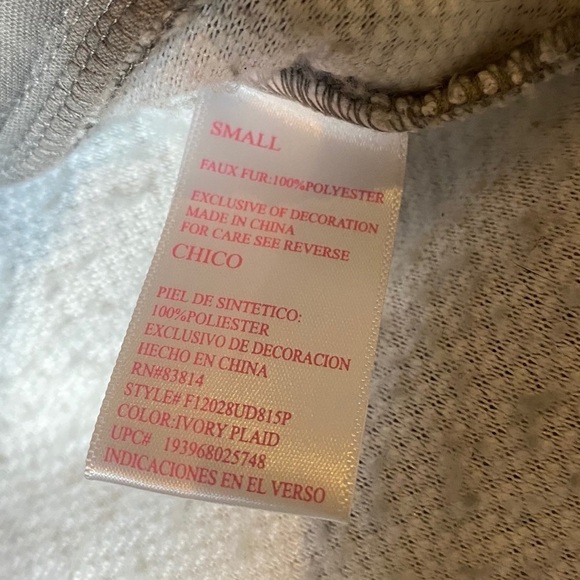 SMALL
FAUX FUR:100%POLYESTER
EXCLUSIVE OF DECORATION
MADE IN CHINA
FOR CARE SEE REVERSE
CHICO
PIEL DE SINTETICO:
100%POLIESTER
EXCLUSIVO DE DECORACION
HECHO EN CHINA
RN#83814
STYLE# F12028UD815P
COLOR:IVORY PLAID
UPC# 193968025748
INDICACIONES EN EL VERSO